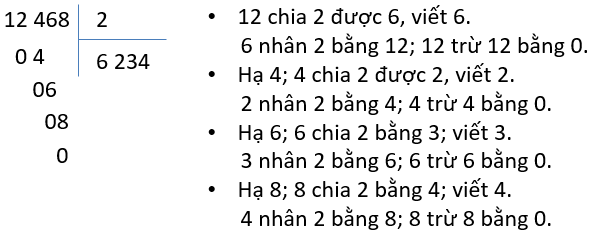 12 468 2
0 4 6 234
06
08
0
• 12 chia 2 được 6, viết 6.
6 nhân 2 bằng 12; 12 trừ 12 bằng 0.
• Hạ 4; 4 chia 2 được 2, viết 2.
2 nhân 2 bằng 4; 4 trừ 4 bằng 0.
• Hạ 6; 6 chia 2 bằng 3; viết 3.
3 nhân 2 bằng 6; 6 trừ 6 bằng 0.
• Hạ 8; 8 chia 2 bằng 4; viết 4.
4 nhân 2 bằng 8; 8 trừ 8 bằng 0.